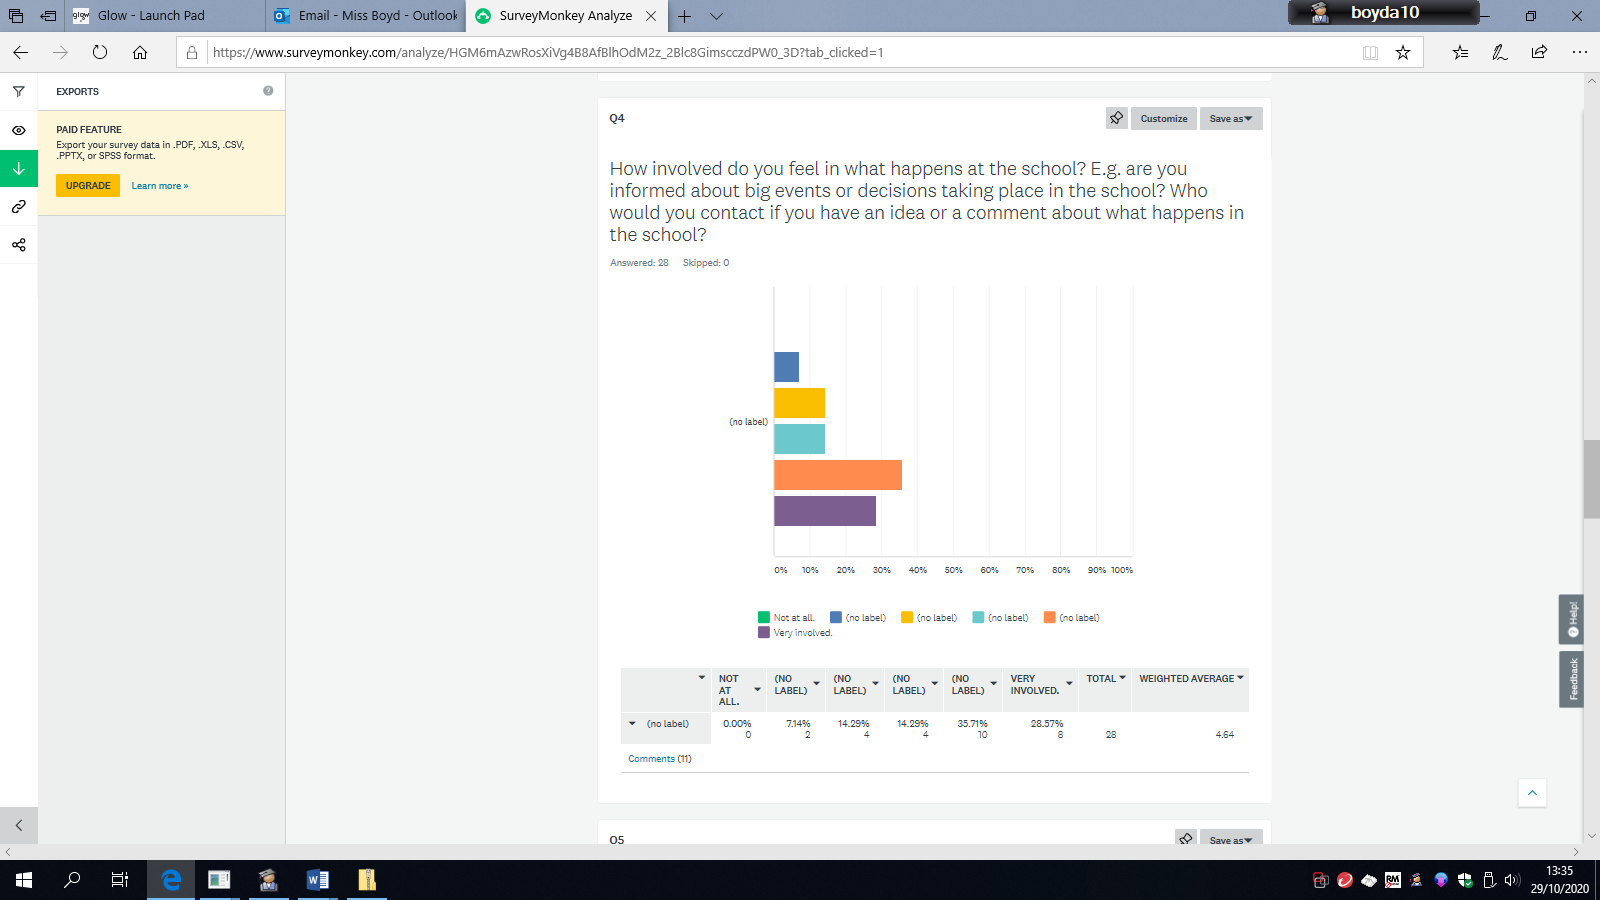 Glow - Launch Pad
Email - Miss Boyd - Outlook
SurveyMonkey Analyze
boyda10
https://www.surveymonkey.com/analyze/HGM6mAzwRosXiVg4B8AfBlhOdM2z_2Blc8GimscczdPW0_3D?tab_clicked=1
EXPORTS
PAID FEATURE
Export your survey data in .PDF, .XLS, .CSV,
.PPTX, or SPSS format.
UPGRADE Learn more »
Q4
Customize Save as
How involved do you feel in what happens at the school? E.g. are you
informed about big events or decisions taking place in the school? Who
would you contact if you have an idea or a comment about what happens in
the school?
Answered: 28 Skipped: 0
(no label)
0% 10% 20% 30% 40% 50% 60% 70% 80% 90% 100%
Not at all. (no label) (no label) (no label) (no label)
Very involved.
NOT AT ALL. (NO LABEL) (NO LABEL) (NO LABEL) (NO LABEL) VERY INVOLVED. TOTAL WEIGHTED AVERAGE
(no label) 0.00% 7.14% 14.29% 14.29% 35.71% 28.57%
0 2 4 4 10 8 28 4.64
Comments (11)
Q5
Save as
Help!
Feedback
13:35
29/10/2020